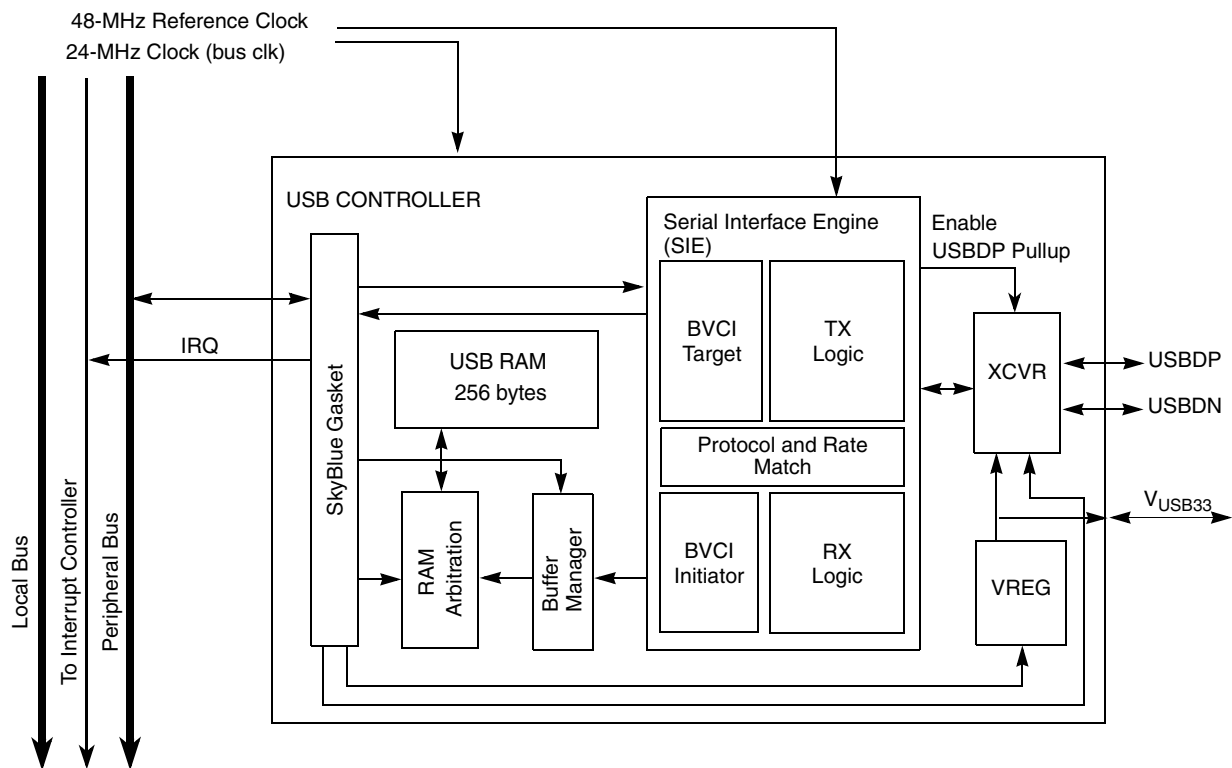 48-MHz Reference Clock
24-MHz Clock (bus clk)
USB CONTROLLER
Serial Interface Engine
(SIE)
Enable
USBDP Pullup
BVCI
Target
TX
Logic
XCVR
USBDP
USBDN
IRQ
USB RAM
256 bytes
SkyBlue Gasket
Protocol and Rate
Match
RAM
Arbitration
Buffer
Manager
BVCI
Initiator
RX
Logic
VREG
VUSB33
Local Bus
To Interrupt Controller
Peripheral Bus